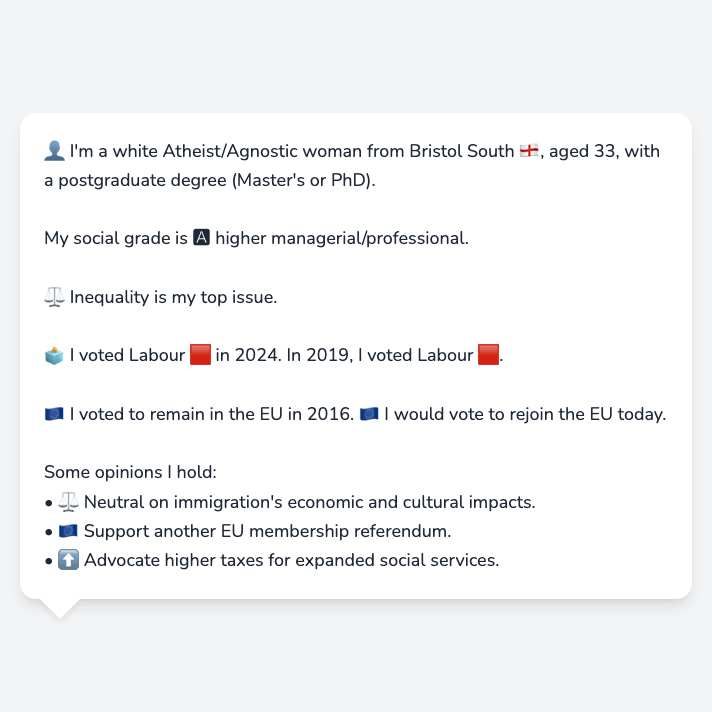 👤 I'm a white Atheist/Agnostic woman from Bristol South 🏴󠁧󠁢󠁥󠁮󠁧󠁿, aged 33, with
a postgraduate degree (Master's or PhD).
My social grade is 🅰 higher managerial/professional.
⚖️ Inequality is my top issue.
🗳️ I voted Labour 🟥 in 2024. In 2019, I voted Labour 🟥.
🇪🇺 I voted to remain in the EU in 2016. 🇪🇺 I would vote to rejoin the EU today.
Some opinions I hold:
• ⚖️ Neutral on immigration's economic and cultural impacts.
• 🇪🇺 Support another EU membership referendum.
• ⬆️ Advocate higher taxes for expanded social services.